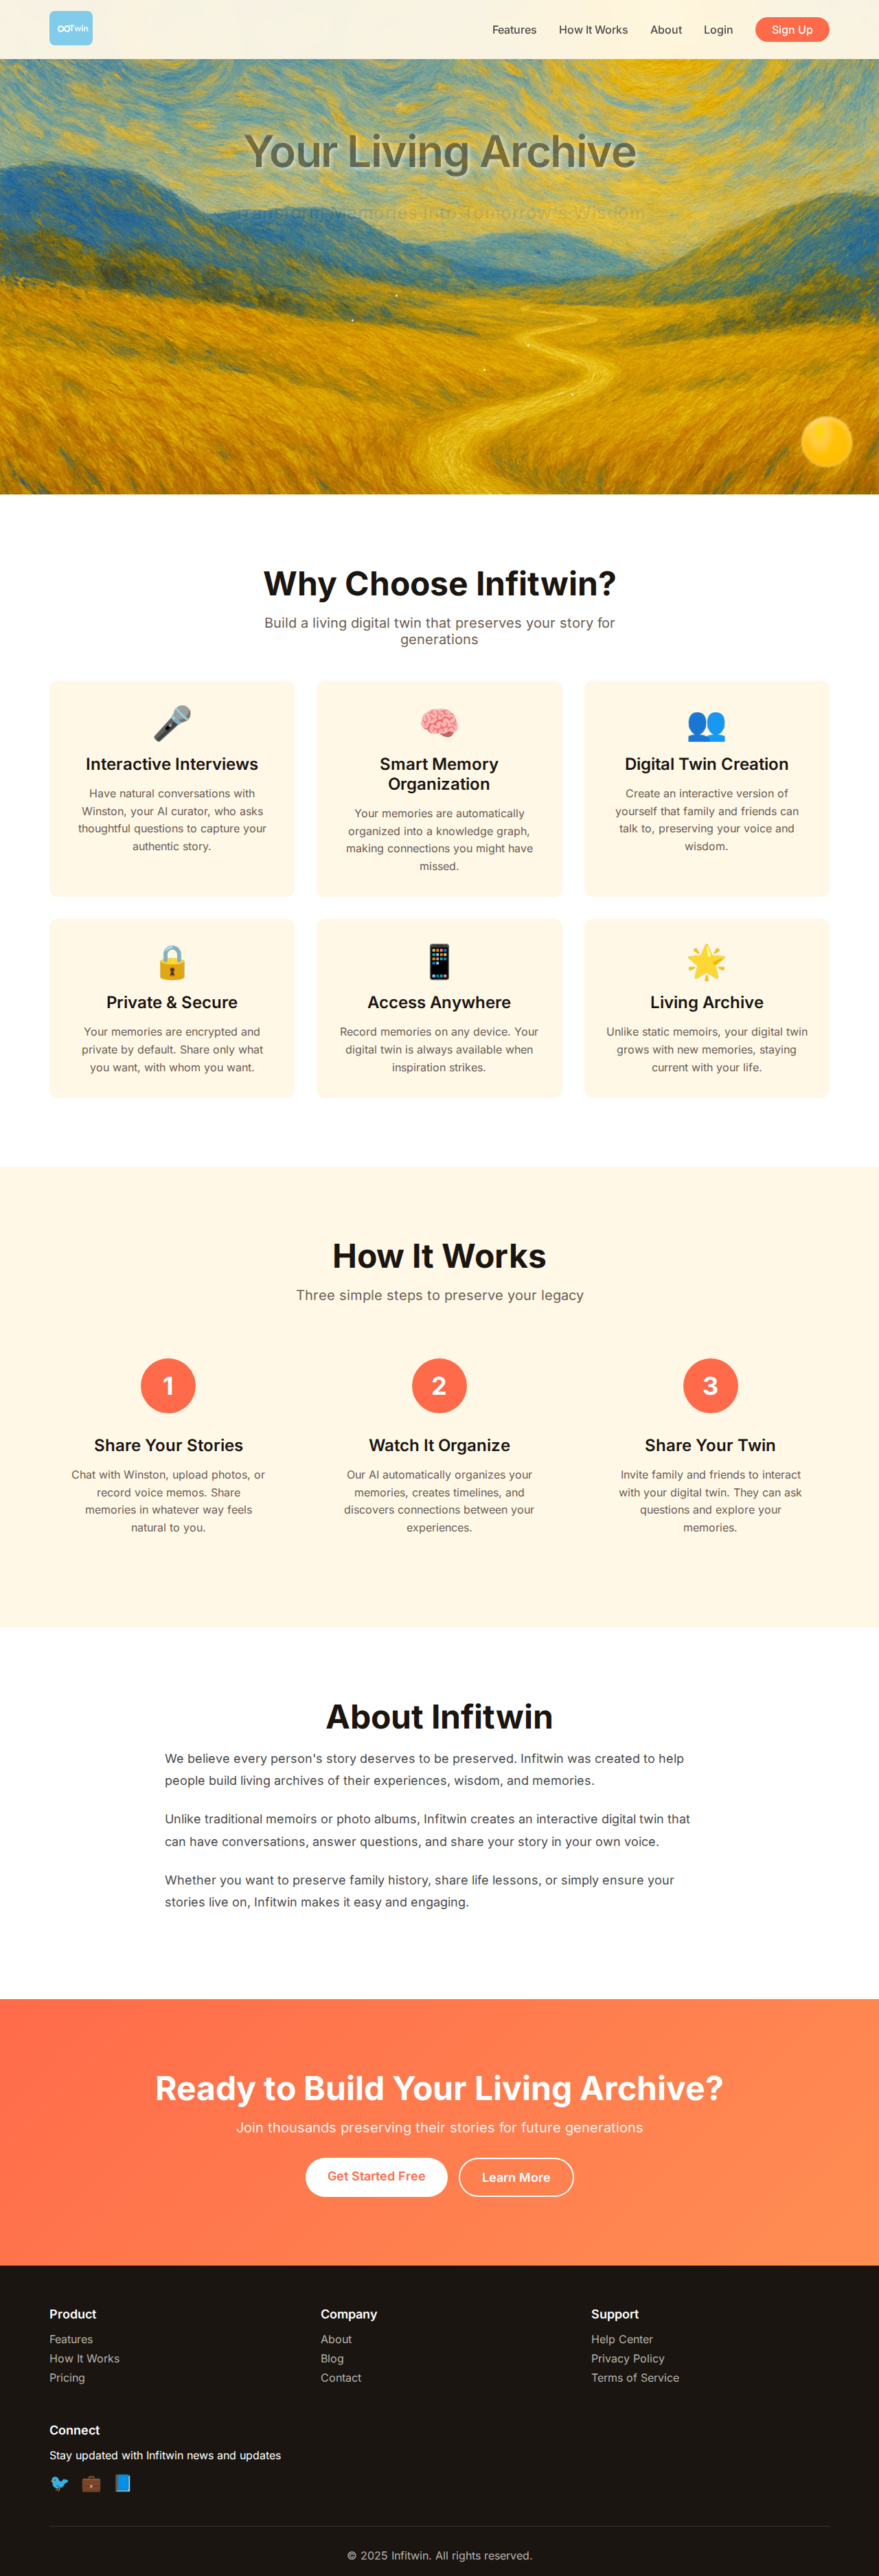 ∞Twin
Features
How It Works
About
Login
Sign Up
Your Living Archive
Transform Memories Into Tomorrow's Wisdom
Why Choose Infitwin?
Build a living digital twin that preserves your story for
generations
Interactive Interviews
Have natural conversations with
Winston, your AI curator, who asks
thoughtful questions to capture your
authentic story.
Smart Memory
Organization
Your memories are automatically
organized into a knowledge graph,
making connections you might have
missed.
Digital Twin Creation
Create an interactive version of
yourself that family and friends can
talk to, preserving your voice and
wisdom.
Private & Secure
Your memories are encrypted and
private by default. Share only what
you want, with whom you want.
Access Anywhere
Record memories on any device. Your
digital twin is always available when
inspiration strikes.
Living Archive
Unlike static memoirs, your digital twin
grows with new memories, staying
current with your life.
How It Works
Three simple steps to preserve your legacy
1
Share Your Stories
Chat with Winston, upload photos, or
record voice memos. Share
memories in whatever way feels
natural to you.
2
Watch It Organize
Our AI automatically organizes your
memories, creates timelines, and
discovers connections between your
experiences.
3
Share Your Twin
Invite family and friends to interact
with your digital twin. They can ask
questions and explore your
memories.
About Infitwin
We believe every person's story deserves to be preserved. Infitwin was created to help
people build living archives of their experiences, wisdom, and memories.
Unlike traditional memoirs or photo albums, Infitwin creates an interactive digital twin that
can have conversations, answer questions, and share your story in your own voice.
Whether you want to preserve family history, share life lessons, or simply ensure your
stories live on, Infitwin makes it easy and engaging.
Ready to Build Your Living Archive?
Join thousands preserving their stories for future generations
Get Started Free
Learn More
Product
Features
How It Works
Pricing
Company
About
Blog
Contact
Support
Help Center
Privacy Policy
Terms of Service
Connect
Stay updated with Infitwin news and updates
© 2025 Infitwin. All rights reserved.